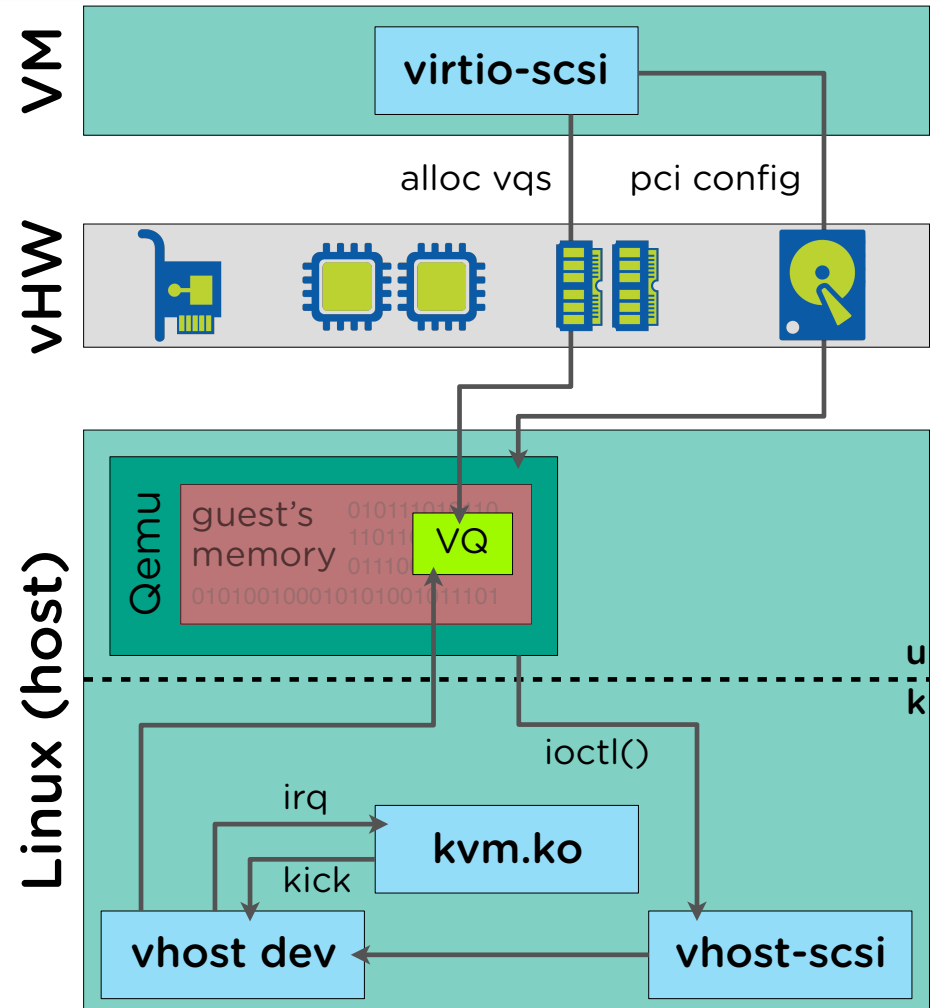 VM
virtio-scsi
alloc vqs
pci config
vHW
Linux (host)
Qemu
guest's
memory
VQ
010100100010101001011101
u
k
ioctl()
irq
kvm.ko
kick
vhost dev
vhost-scsi